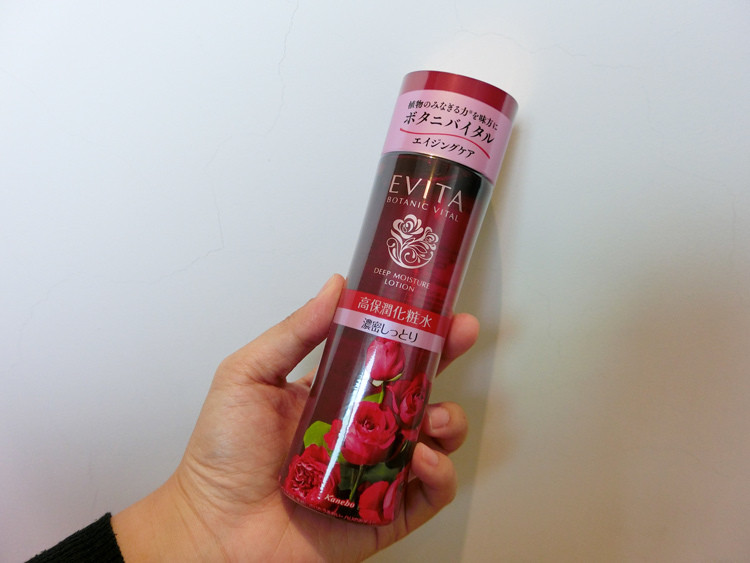 植物のみなぎる力*を味方に
ボタニバイタル
エイジングケア
EVITA
BOTANIC VITAL
DEEP MOISTURE
LOTION
高保潤化粧水
濃密しっとり
Kanebo